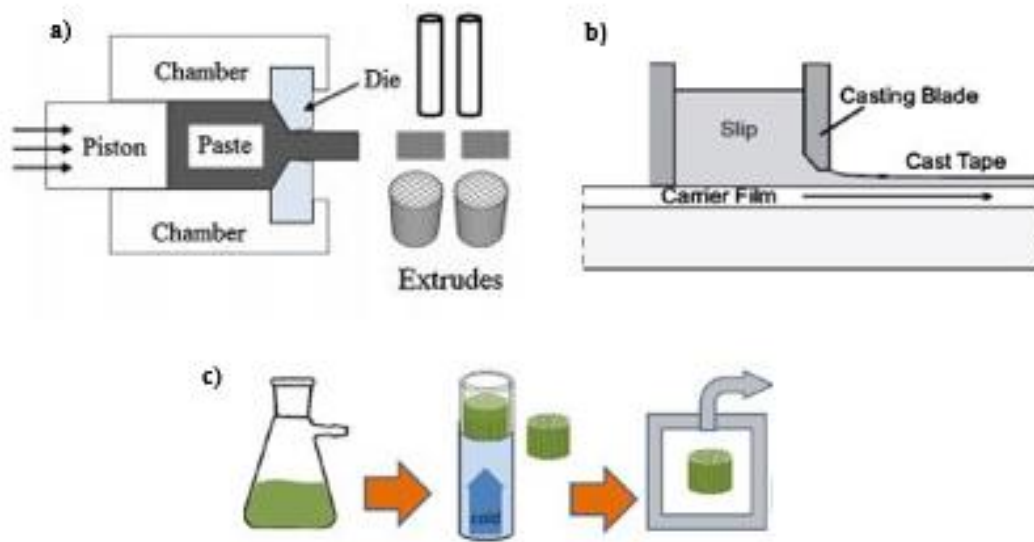 a)
Chamber
Die
Piston
Paste
Chamber
Extrudes
b)
Casting Blade
Slip
Cast Tape
Carrier Film
c)
cold